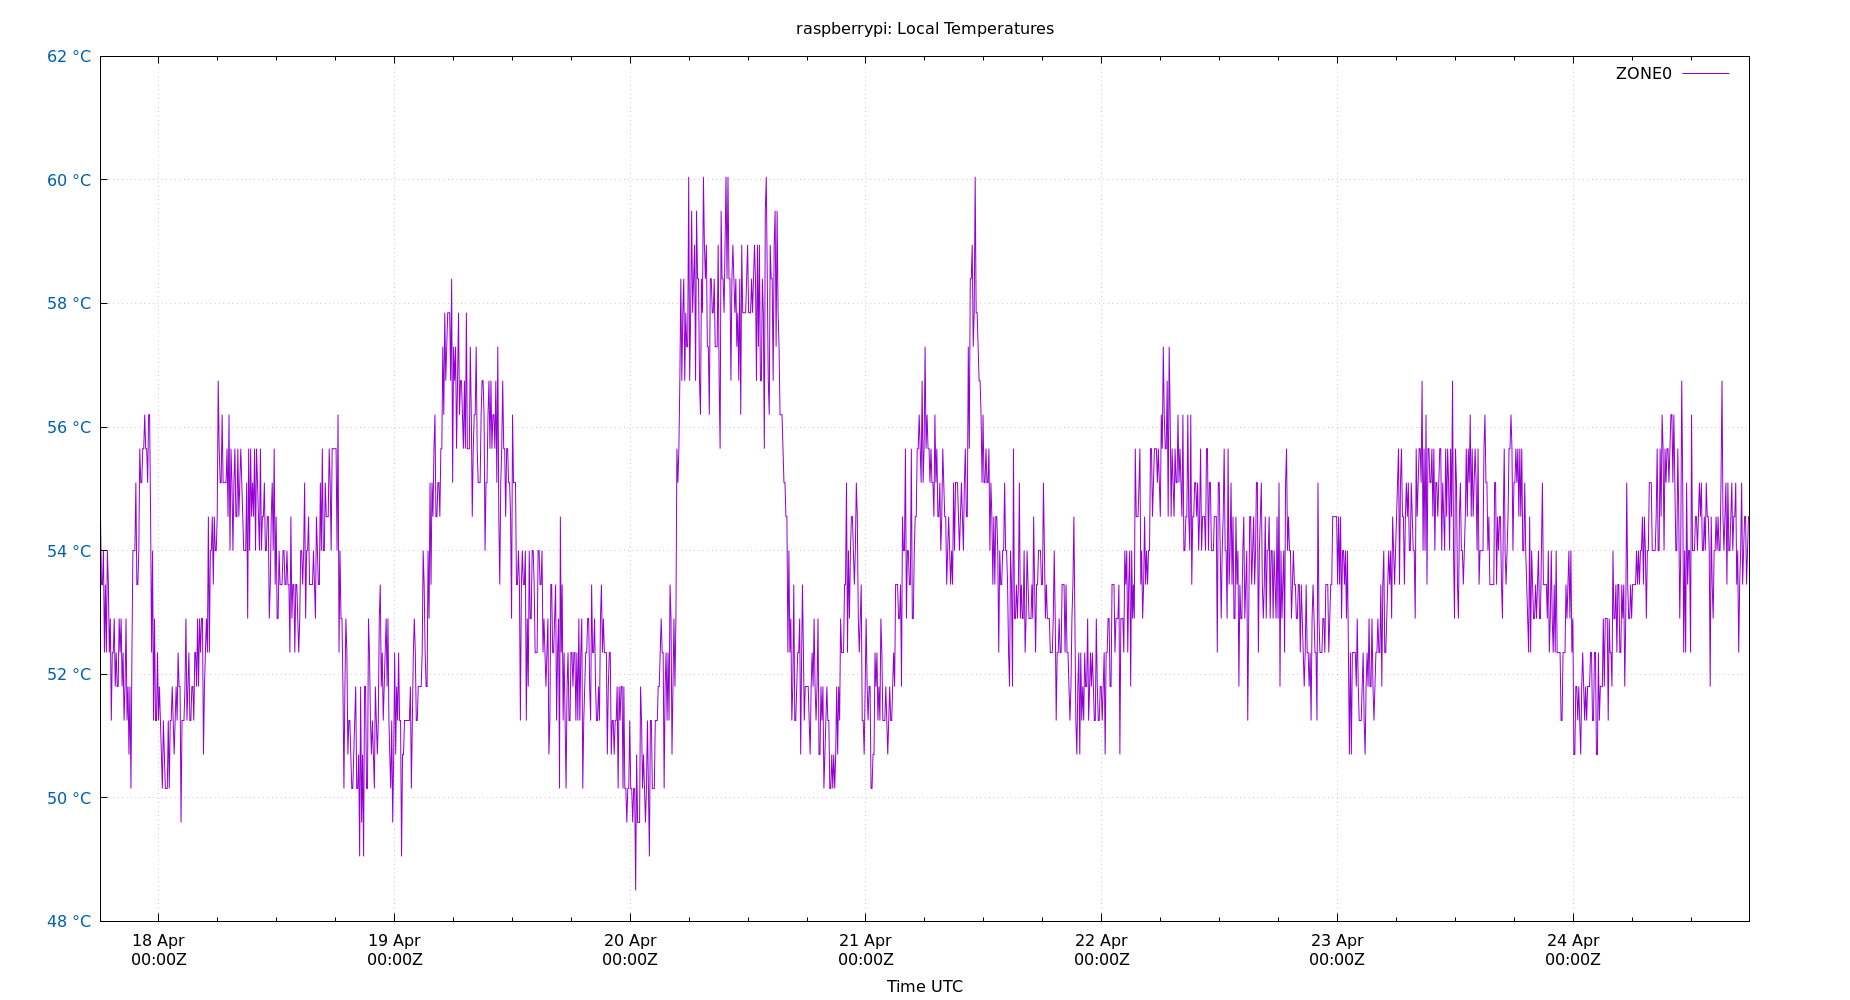 raspberrypi: Local Temperatures
62 °C
ZONE0
60 °C
58 °C
56 °C
54 °C
52 °C
50 °C
48 °C
18 Apr 19 Apr 20 Apr 21 Apr 22 Apr 23 Apr 24 Apr
00:00Z 00:00Z 00:00Z 00:00Z 00:00Z 00:00Z 00:00Z
Time UTC